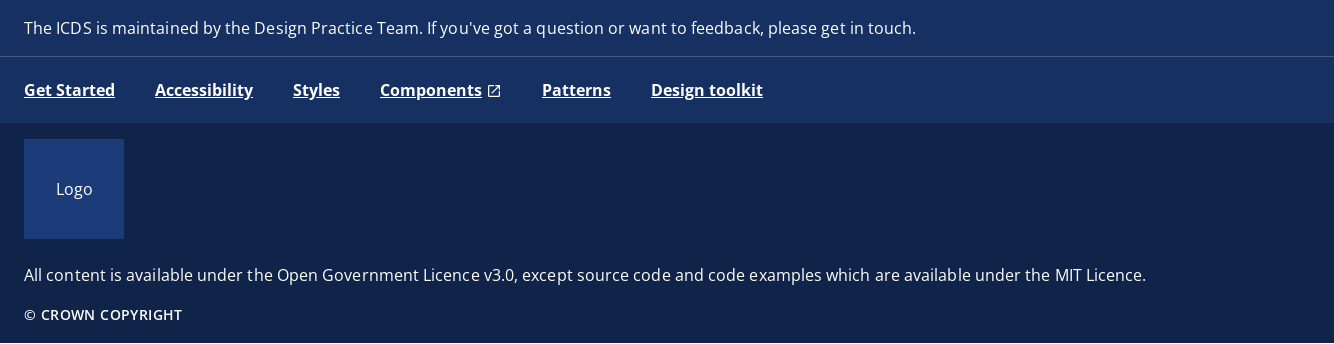 The ICDS is maintained by the Design Practice Team. If you've got a question or want to feedback, please get in touch.
Get Started Accessibility Styles Components Patterns Design toolkit
Logo
All content is available under the Open Government Licence v3.0, except source code and code examples which are available under the MIT Licence.
© CROWN COPYRIGHT